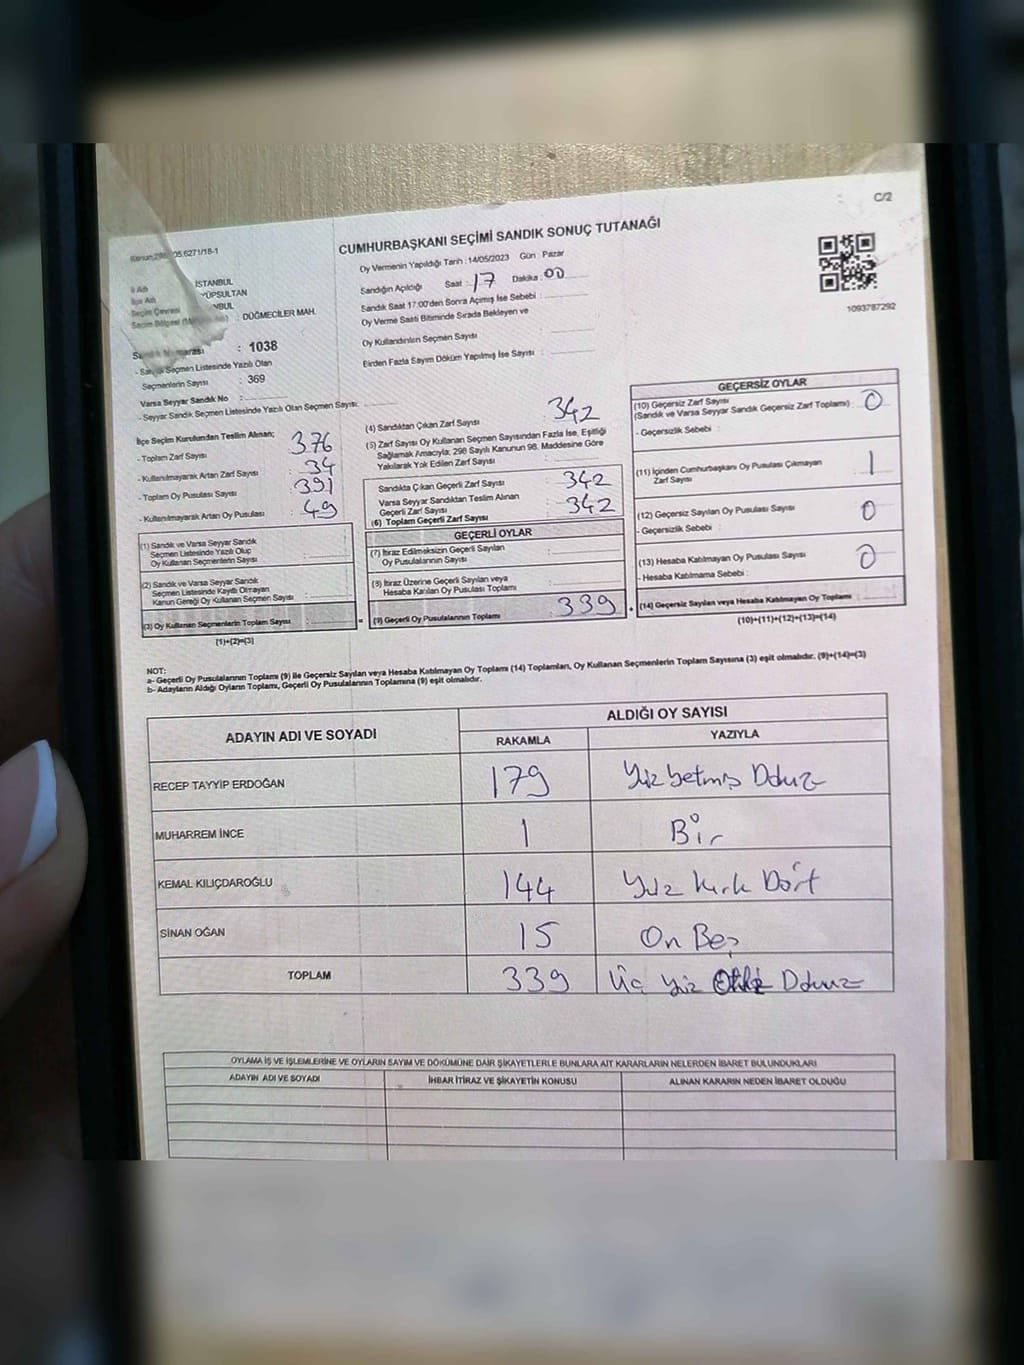 C/2
CUMHURBAŞKANI SEÇİMİ SANDIK SONUÇ TUTANAĞI
1093787292
Oy Vermenin Yapıldığı Tarih : 14/05/2023 Gün : Pazar
Sandığın Açıldığı Saat : 17 Dakika : 00
Sandık Saat 17:00'den Sonra Açılmış İse Sebebi :
Oy Verme Saati Bitiminde Sırada Bekleyen ve
Oy Kullandırılan Seçmen Sayısı :
Birden Fazla Sayım Döküm Yapılmış İse Sayısı :
İl Adı İSTANBUL
İlçe Adı YÜPSULTAN
Seçim Çevresi NBUL
: DÜĞMECİLER MAH.
: 1038
- Sandık Seçmen Listesinde Yazılı Olan
Seçmenlerin Sayısı : 369
Varsa Seyyar Sandık No :
- Seyyar Sandık Seçmen Listesinde Yazılı Olan Seçmen Sayısı:
İlçe Seçim Kurulundan Teslim Alınan;
- Toplam Zarf Sayısı : 376
- Kullanılmayarak Artan Zarf Sayısı : 34
- Toplam Oy Pusulası Sayısı : 391
- Kullanılmayarak Artan Oy Pusulası : 49
(1) Sandık ve Varsa Seyyar Sandık
Seçmen Listesinde Yazılı Olup
Oy Kullanan Seçmenlerin Sayısı :
(2) Sandık ve Varsa Seyyar Sandık
Seçmen Listesinde Kayıtlı Olmayan
Kanun Gereği Oy Kullanan Seçmen Sayısı :
(3) Oy Kullanan Seçmenlerin Toplam Sayısı :
(1)+(2)=(3)
(4) Sandıktan Çıkan Zarf Sayısı : 342
(5) Zarf Sayısı Oy Kullanan Seçmen Sayısından Fazla İse, Eşitliği
Sağlamak Amacıyla; 298 Sayılı Kanunun 98. Maddesine Göre
Yakılarak Yok Edilen Zarf Sayısı :
Sandıkta Çıkan Geçerli Zarf Sayısı : 342
Varsa Seyyar Sandıktan Teslim Alınan
Geçerli Zarf Sayısı : 342
(6) Toplam Geçerli Zarf Sayısı
GEÇERLİ OYLAR
(7) İtiraz Edilmeksizin Geçerli Sayılan
Oy Pusulalarının Sayısı :
(8) İtiraz Üzerine Geçerli Sayılan veya
Hesaba Katılan Oy Pusulası Toplamı :
= (9) Geçerli Oy Pusulalarının Toplamı : 339
GEÇERSİZ OYLAR
(10) Geçersiz Zarf Sayısı : 0
(Sandık ve Varsa Seyyar Sandık Geçersiz Zarf Toplamı)
- Geçersizlik Sebebi :
(11) İçinden Cumhurbaşkanı Oy Pusulası Çıkmayan
Zarf Sayısı : 1
(12) Geçersiz Sayılan Oy Pusulası Sayısı : 0
- Geçersizlik Sebebi :
(13) Hesaba Katılmayan Oy Pusulası Sayısı : 0
- Hesaba Katılmama Sebebi :
+ (14) Geçersiz Sayılan veya Hesaba Katılmayan Oy Toplamı :
(10)+(11)+(12)+(13)=(14)
NOT:
a- Geçerli Oy Pusulalarının Toplamı (9) ile Geçersiz Sayılan veya Hesaba Katılmayan Oy Toplamı (14) Toplamları, Oy Kullanan Seçmenlerin Toplam Sayısına (3) eşit olmalıdır. (9)+(14)=(3)
b- Adayların Aldığı Oyların Toplamı, Geçerli Oy Pusulalarının Toplamına (9) eşit olmalıdır.
ADAYIN ADI VE SOYADI ALDIĞI OY SAYISI
RAKAMLA YAZIYLA
RECEP TAYYİP ERDOĞAN 179 Yüz yetmiş Dokuz
MUHARREM İNCE 1 Bir
KEMAL KILIÇDAROĞLU 144 Yüz kırk Dört
SİNAN OĞAN 15 On Beş
TOPLAM 339 Üç Yüz Dokuz
OYLAMA İŞ VE İŞLEMLERİNE VE OYLARIN SAYIM VE DÖKÜMÜNE DAİR ŞİKAYETLERLE BUNLARA AİT KARARLARIN NELERDEN İBARET BULUNDUKLARI
ADAYIN ADI VE SOYADI İHBAR İTİRAZ VE ŞİKAYETİN KONUSU ALINAN KARARIN NEDEN İBARET OLDUĞU